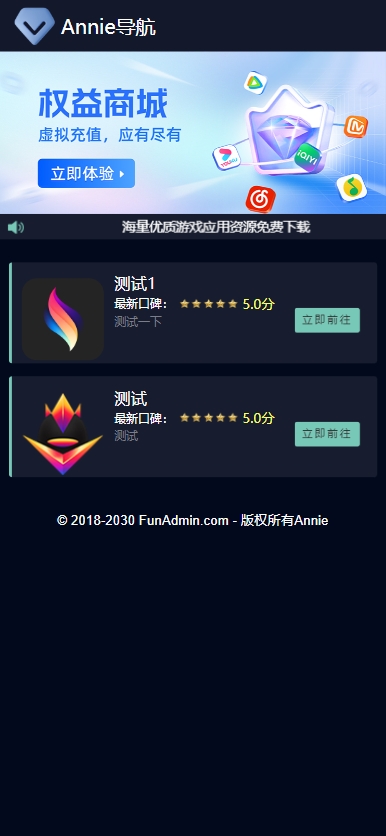 Annie导航
权益商城
虚拟充值，应有尽有
立即体验
YOUKU
iQIYI
海量优质游戏应用资源免费下载
测试1
最新口碑： 5.0分
测试一下
立即前往
测试
最新口碑： 5.0分
测试
立即前往
© 2018-2030 FunAdmin.com - 版权所有Annie